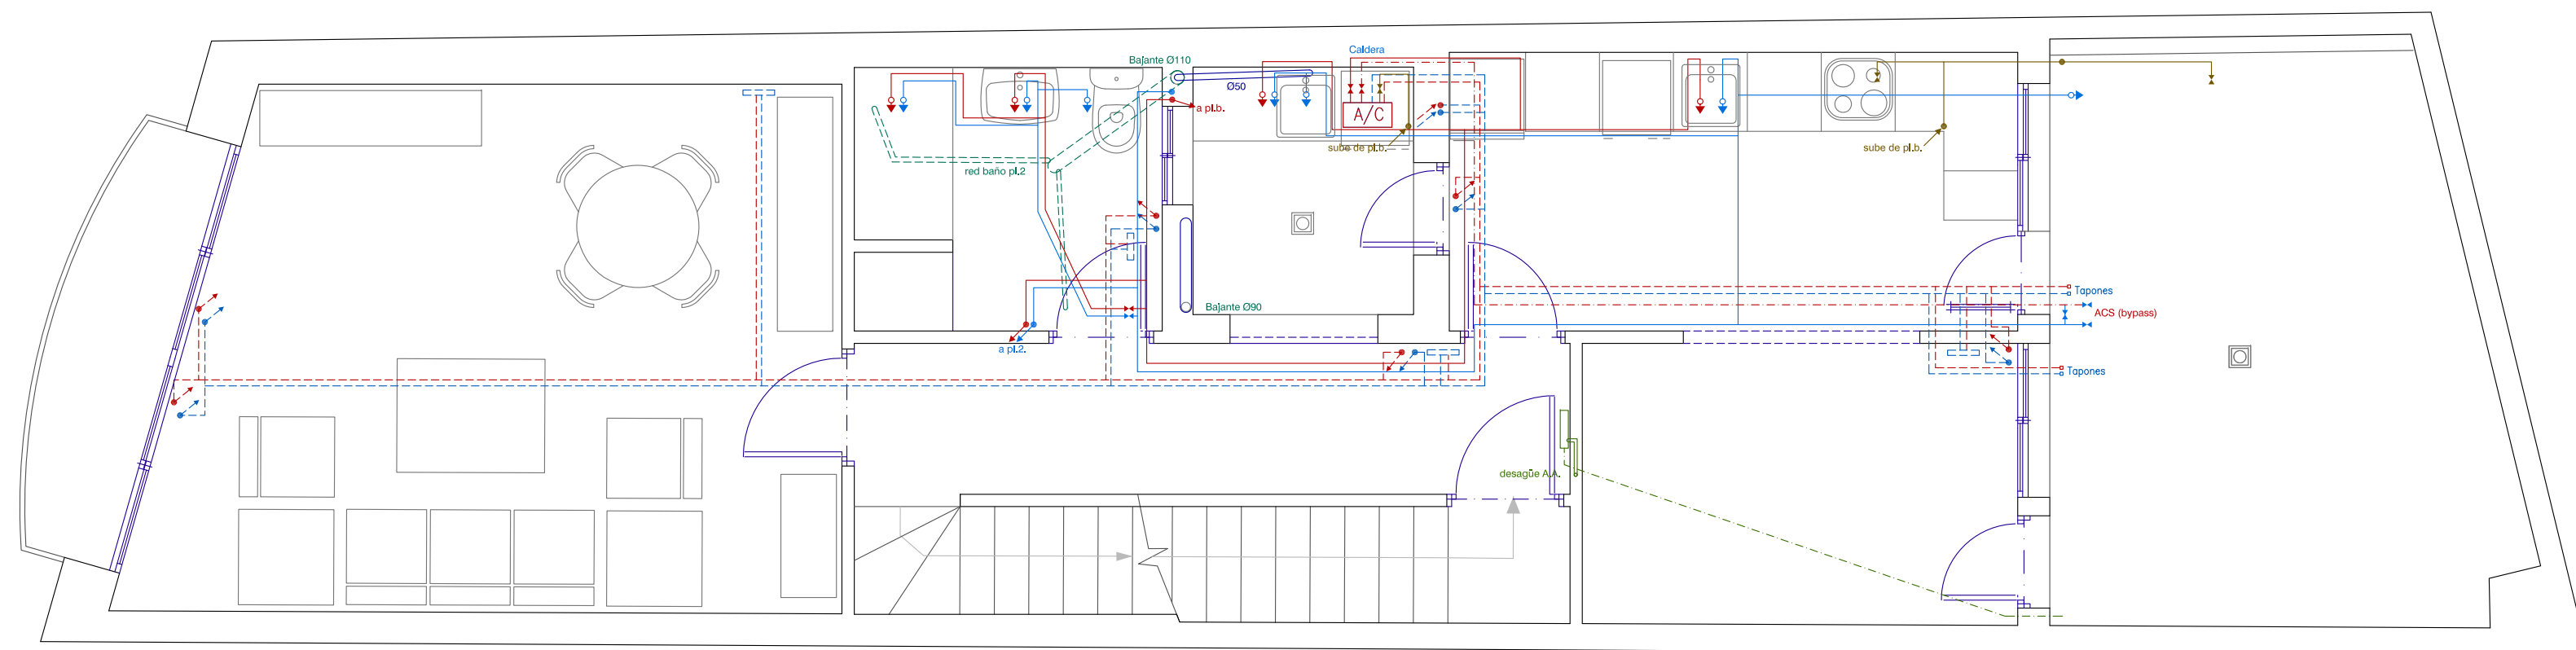 Caldera
Bajante Ø110
Ø50
a pl.b.
A/C
sube de pl.b.
sube de pl.b.
red baño pl.2
Bajante Ø90
Tapones
ACS (bypass)
a pl.2.
Tapones
desagüe A.A.